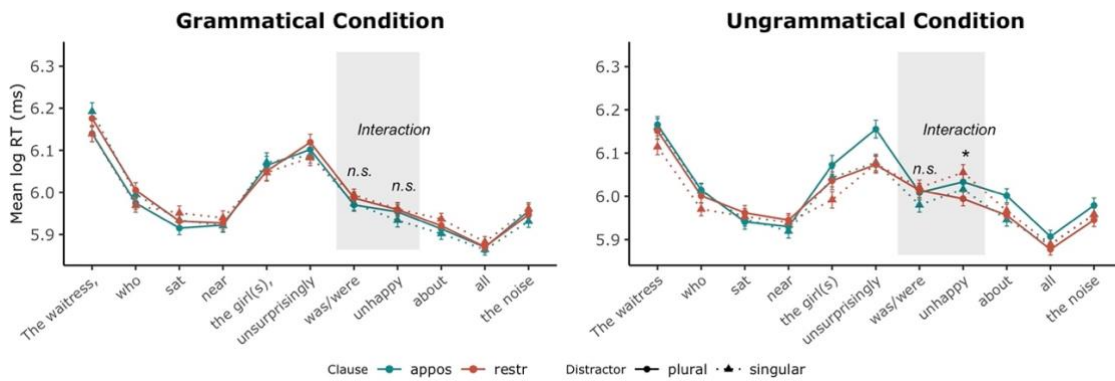 Grammatical Condition
Ungrammatical Condition
Mean log RT (ms)
6.3
6.2
6.1
6.0
5.9
Interaction
n.s.
n.s.
The waitress,
who
sat
near
the girl(s),
unsurprisingly
was/were
unhappy
about
all
the noise
6.3
6.2
6.1
6.0
5.9
Interaction
n.s.
*
The waitress
who
sat
near
the girl(s)
unsurprisingly
was/were
unhappy
about
all
the noise
Clause appos restr Distractor plural singular